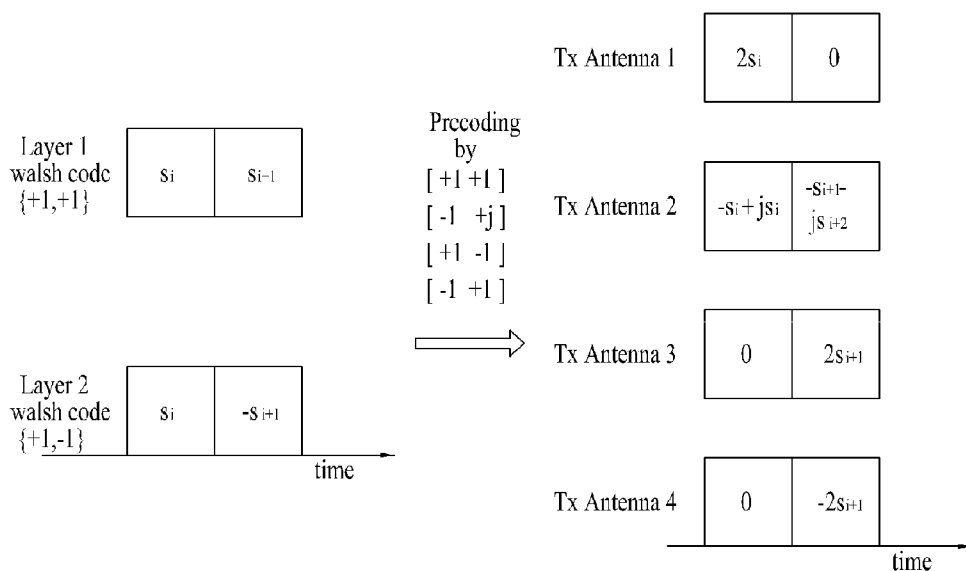 Tx Antenna 1
2si
0
Layer 1
walsh code
{+1,+1}
si
si-1
Precoding
by
[ +1 +1 ]
[ -1 +j ]
[ +1 -1 ]
[ -1 +1 ]
Tx Antenna 2
-si+jsi
-si+1-
jsi+2
Tx Antenna 3
0
2si+1
Layer 2
walsh code
{+1,-1}
si
-si+1
time
Tx Antenna 4
0
-2si+1
time